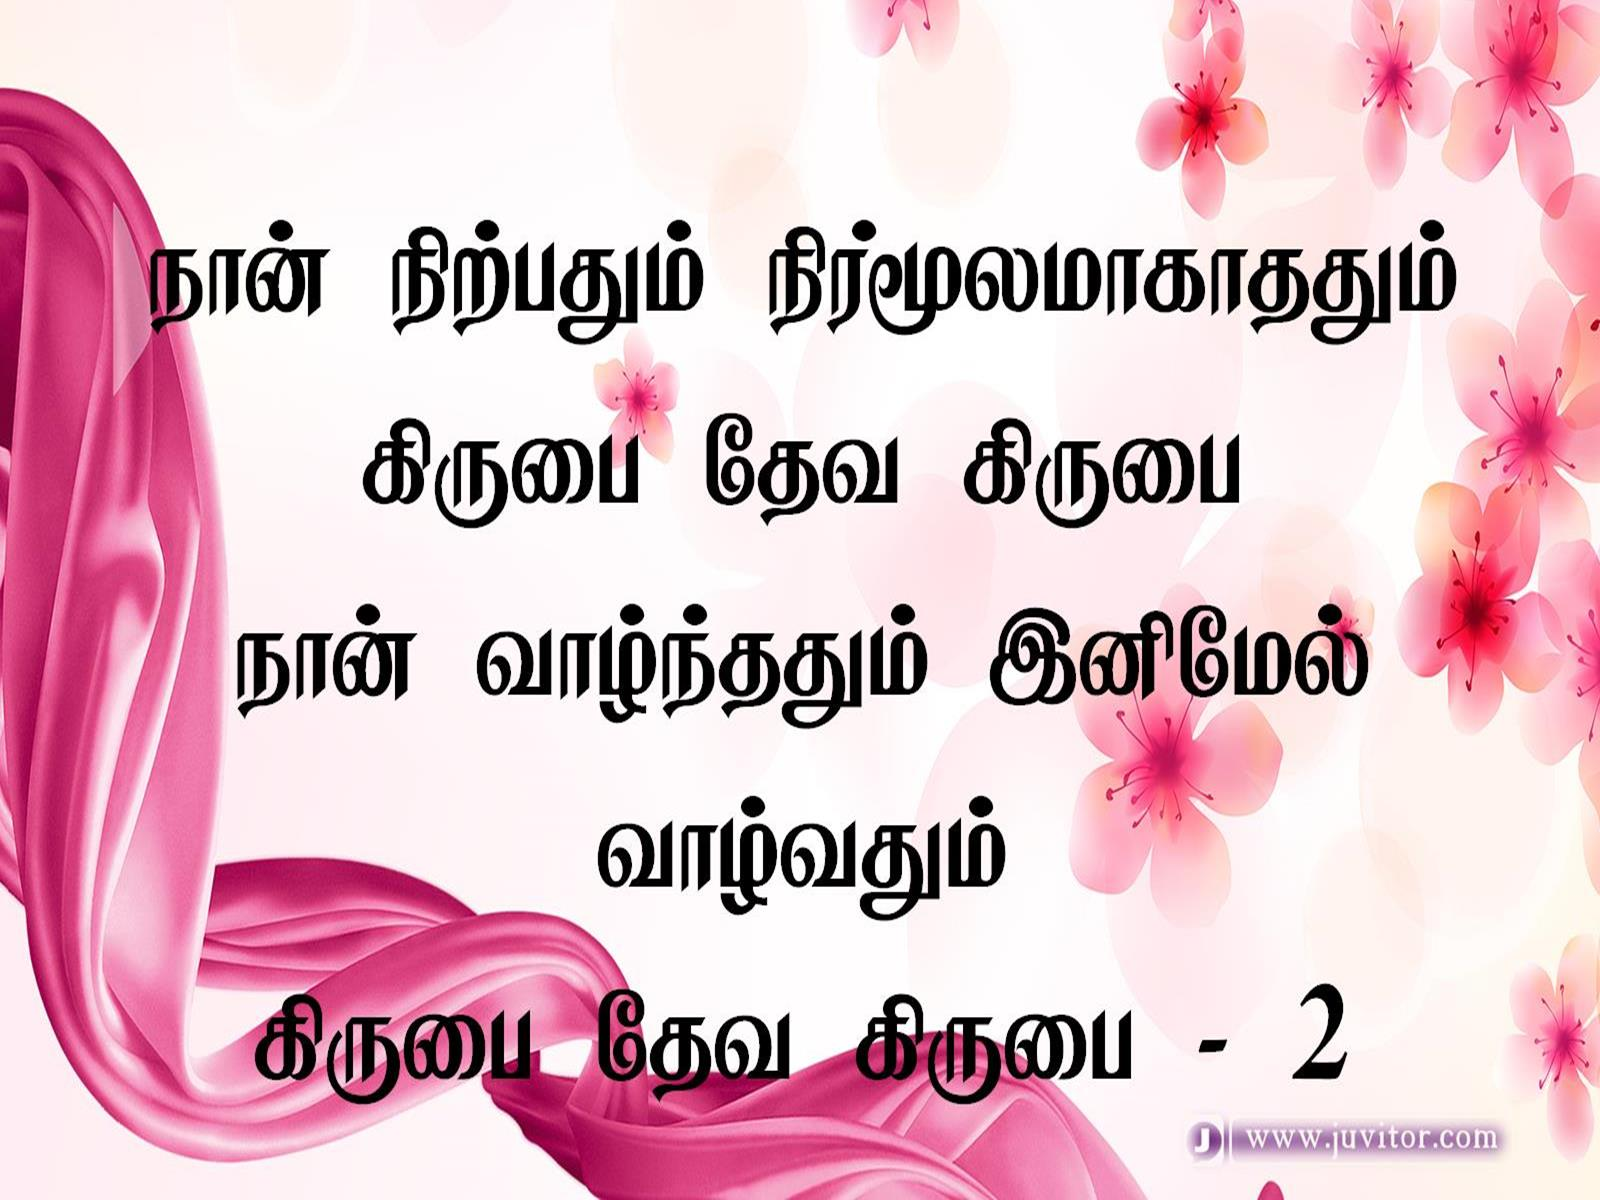 நான் நிற்பதும் நிர்மூலமாகாததும்
கிருபை தேவ கிருபை
நான் வாழ்ந்ததும் இனிமேல்
வாழ்வதும்
கிருபை தேவ கிருபை - 2
J www.juvitor.com